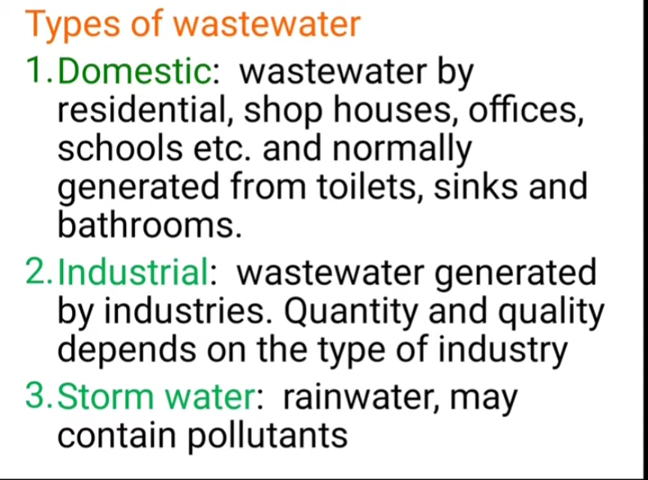 Types of wastewater
1.Domestic: wastewater by
residential, shop houses, offices,
schools etc. and normally
generated from toilets, sinks and
bathrooms.
2.Industrial: wastewater generated
by industries. Quantity and quality
depends on the type of industry
3.Storm water: rainwater, may
contain pollutants